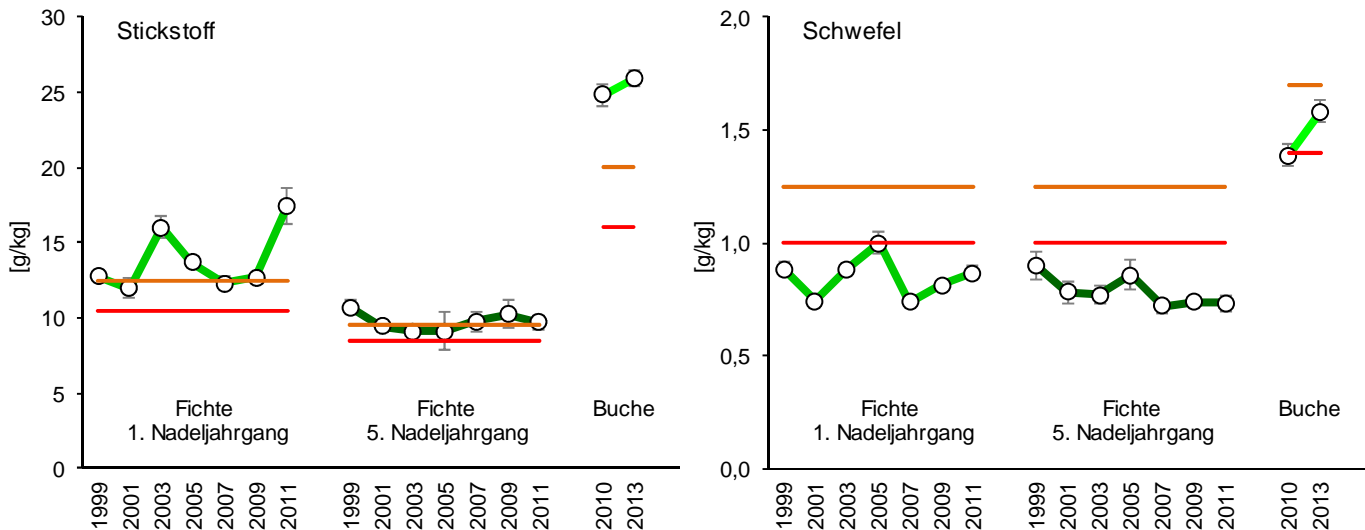 Stickstoff
[g/kg]
30
25
20
15
10
5
0
Fichte
1. Nadeljahrgang
Fichte
5. Nadeljahrgang
Buche
1999 2001 2003 2005 2007 2009 2011 1999 2001 2003 2005 2007 2009 2011 2010 2013
Schwefel
[g/kg]
2,0
1,5
1,0
0,5
0,0
Fichte
1. Nadeljahrgang
Fichte
5. Nadeljahrgang
Buche
1999 2001 2003 2005 2007 2009 2011 1999 2001 2003 2005 2007 2009 2011 2010 2013